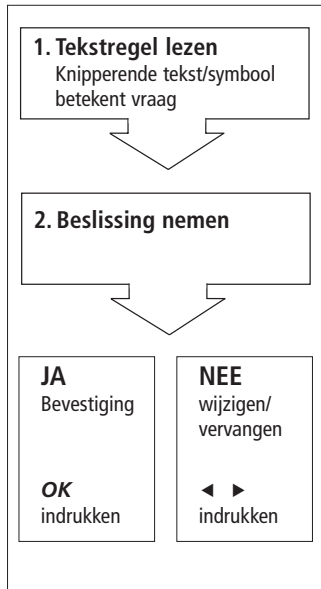 1. Tekstregel lezen
Knipperende tekst/symbool
betekent vraag
2. Beslissing nemen
JA
Bevestiging
OK
indrukken
NEE
wijzigen/
vervangen
◄ ►
indrukken